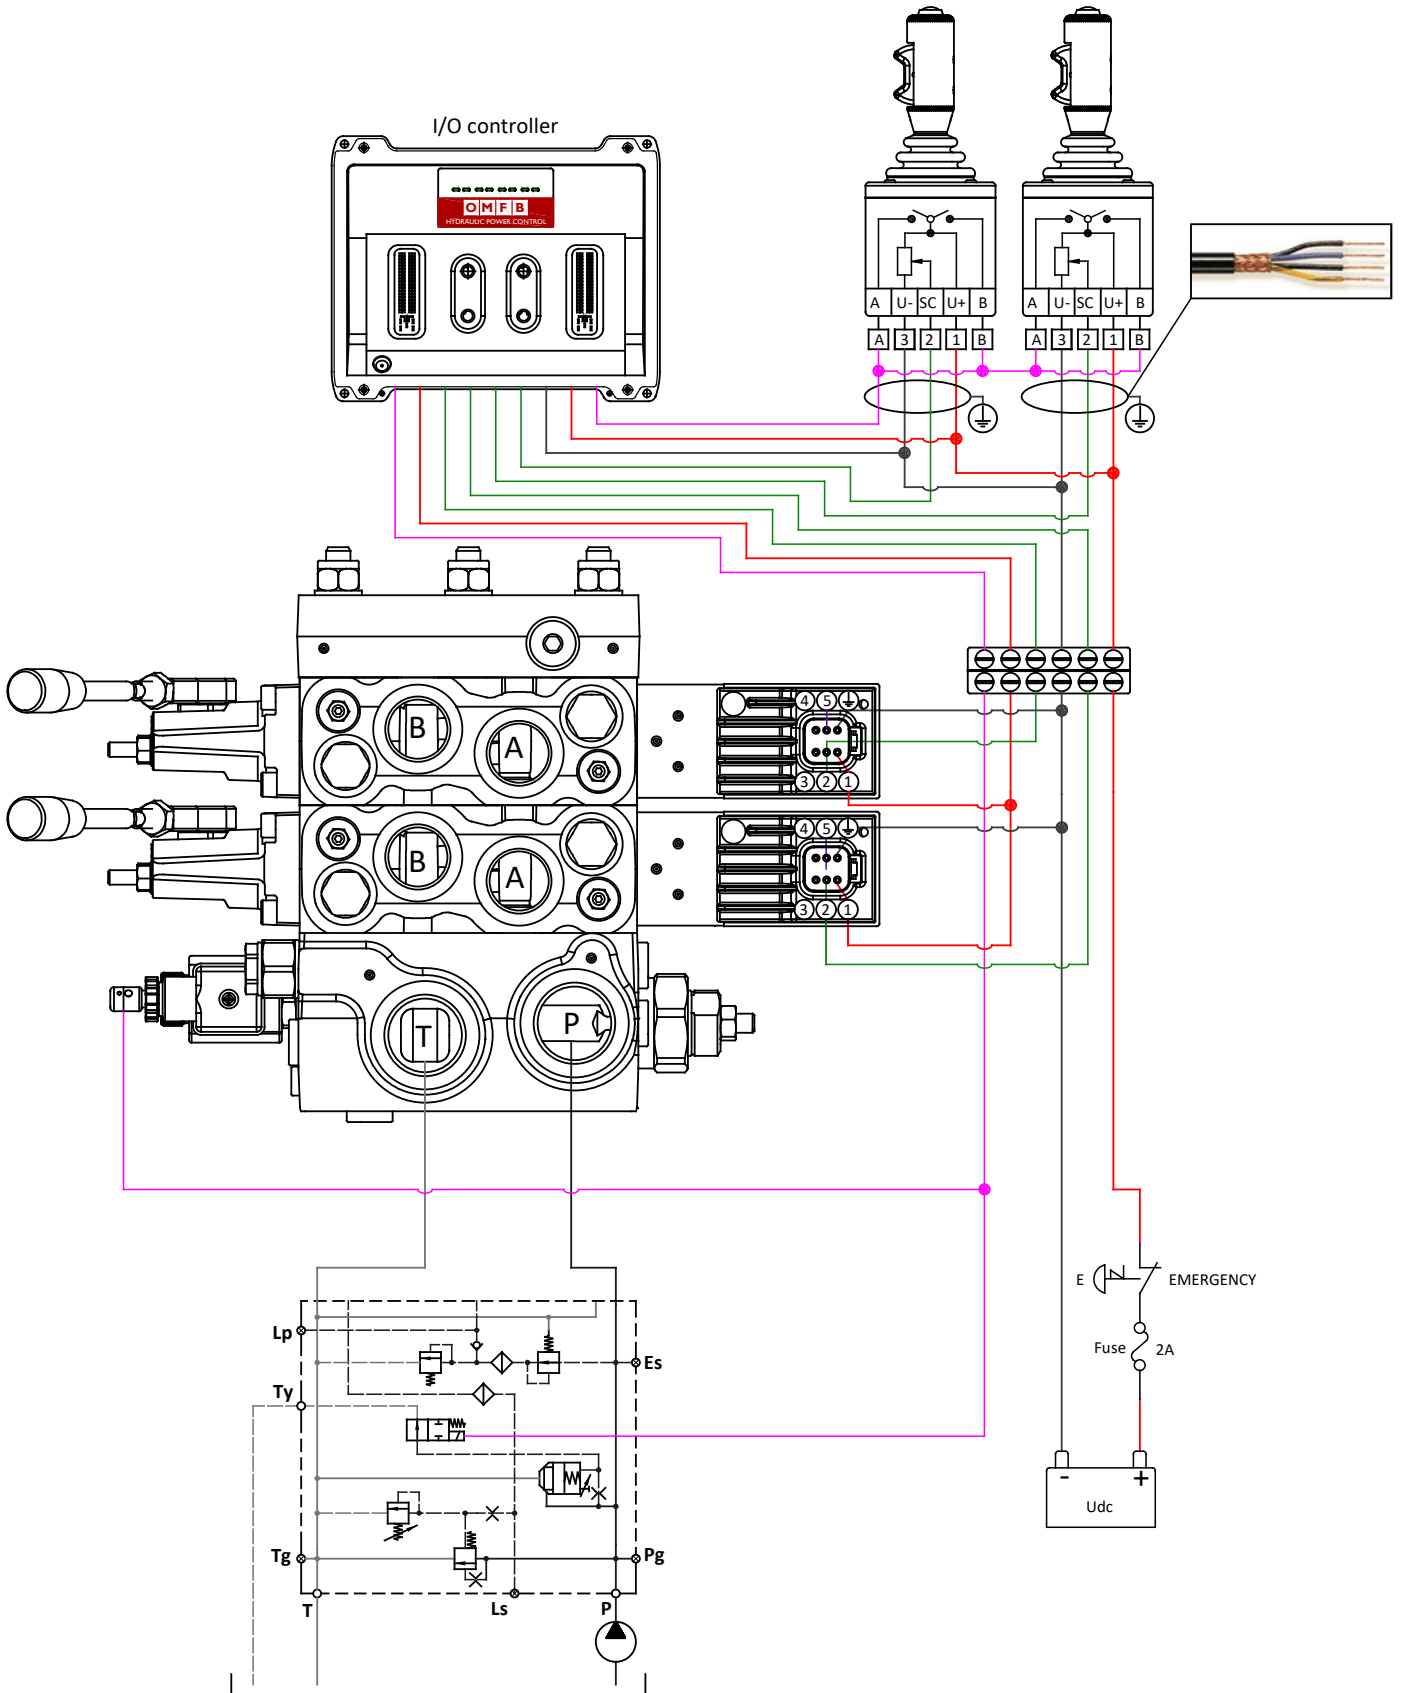 I/O controller
OMFB
HYDRAULIC POWER CONTROL
A U- SC U+ B
A U- SC U+ B
A 3 2 1 B
A 3 2 1 B
B A
4 5
3 2 1
B A
4 5
3 2 1
T P
E EMERGENCY
Fuse 2A
Lp
Es
Ty
- +
Udc
Tg
Pg
T Ls P